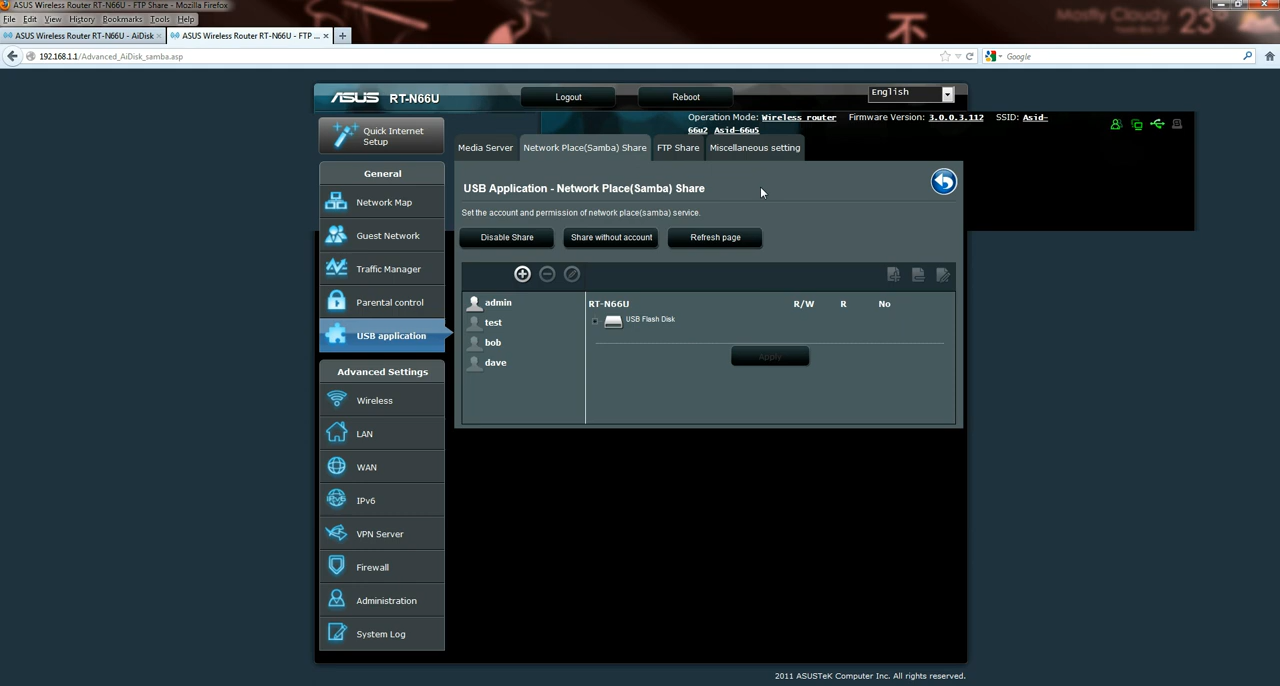 ASUS Wireless Router RT-N66U - FTP Share - Mozilla Firefox
File Edit View History Bookmarks Tools Help
Mostly Cloudy 23°
ASUS Wireless Router RT-N66U - AiDisk × ASUS Wireless Router RT-N66U - FTP ... × +
192.168.1.1/Advanced_AiDisk_samba.asp
Google
ASUS RT-N66U
Logout
Reboot
English
Operation Mode: Wireless router Firmware Version: 3.0.0.3.112 SSID: Asid-
66u2 Asid-66u5
Quick Internet
Setup
General
Network Map
Guest Network
Traffic Manager
Parental control
USB application
Advanced Settings
Wireless
LAN
WAN
IPv6
VPN Server
Firewall
Administration
System Log
Media Server
Network Place(Samba) Share
FTP Share
Miscellaneous setting
USB Application - Network Place(Samba) Share
Set the account and permission of network place(samba) service.
Disable Share
Share without account
Refresh page
admin
test
bob
dave
RT-N66U R/W R No
USB Flash Disk
Apply
2011 ASUSTeK Computer Inc. All rights reserved.